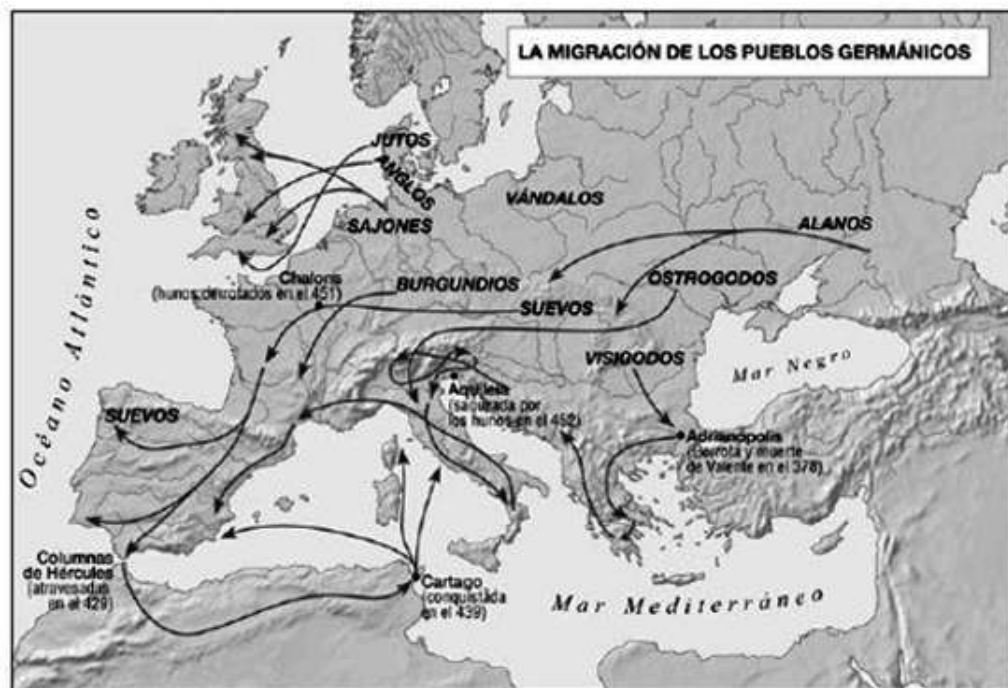 LA MIGRACIÓN DE LOS PUEBLOS GERMÁNICOS
JUTOS
ANGLOS
SAJONES
VÁNDALOS
ALANOS
Chalons
(hunos derrotados en el 451)
BURGUNDIOS
OSTROGODOS
SUEVOS
VISIGODOS
Mar Negro
Océano Atlántico
SUEVOS
Aquileia
(saqueada por
los hunos en el 452)
Adrianópolis
(Derrota y muerte
de Valente en el 378)
Columnas
de Hércules
(atravesadas
en el 429)
Cartago
(conquistada
en el 439)
Mar Mediterráneo